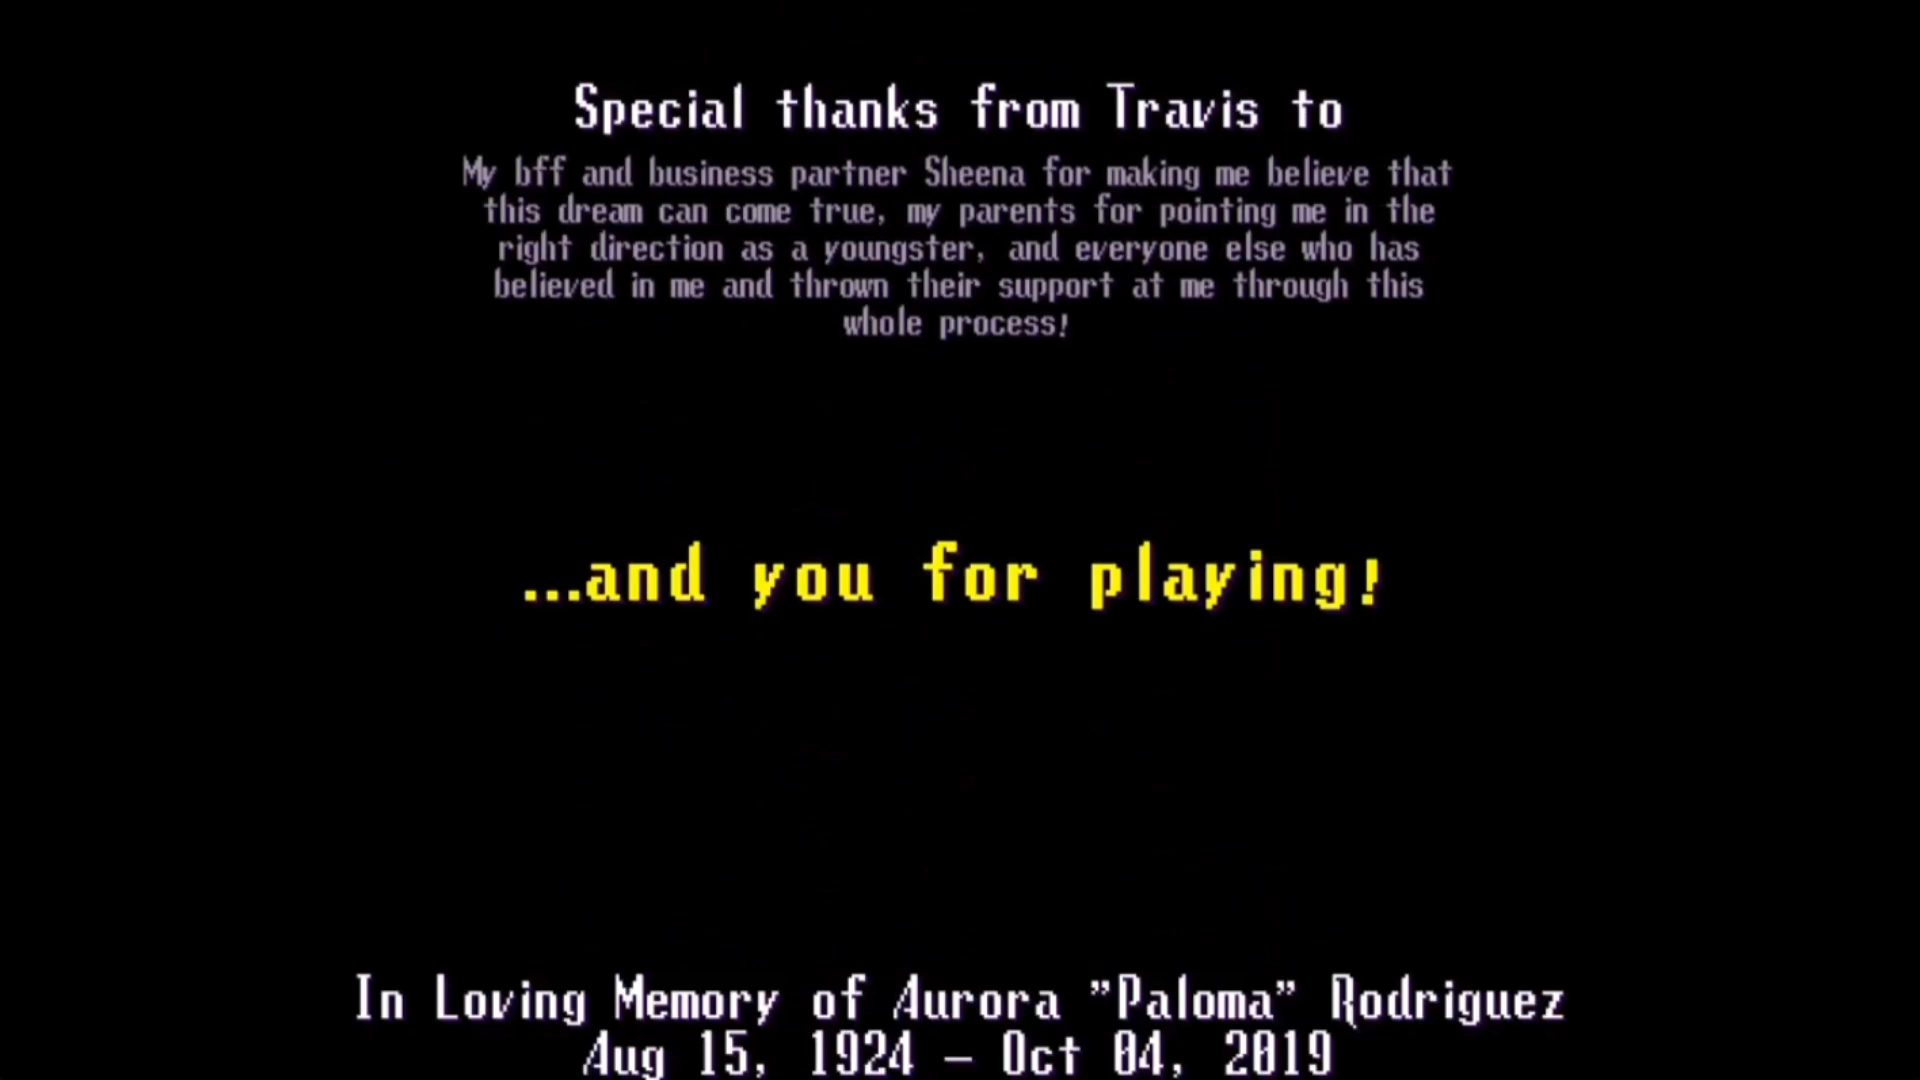 Special thanks from Travis to
My bff and business partner Sheena for making me believe that
this dream can come true, my parents for pointing me in the
right direction as a youngster, and everyone else who has
believed in me and thrown their support at me through this
whole process!
...and you for playing!
In Loving Memory of Aurora "Paloma" Rodriguez
Aug 15, 1924 - Oct 04, 2019